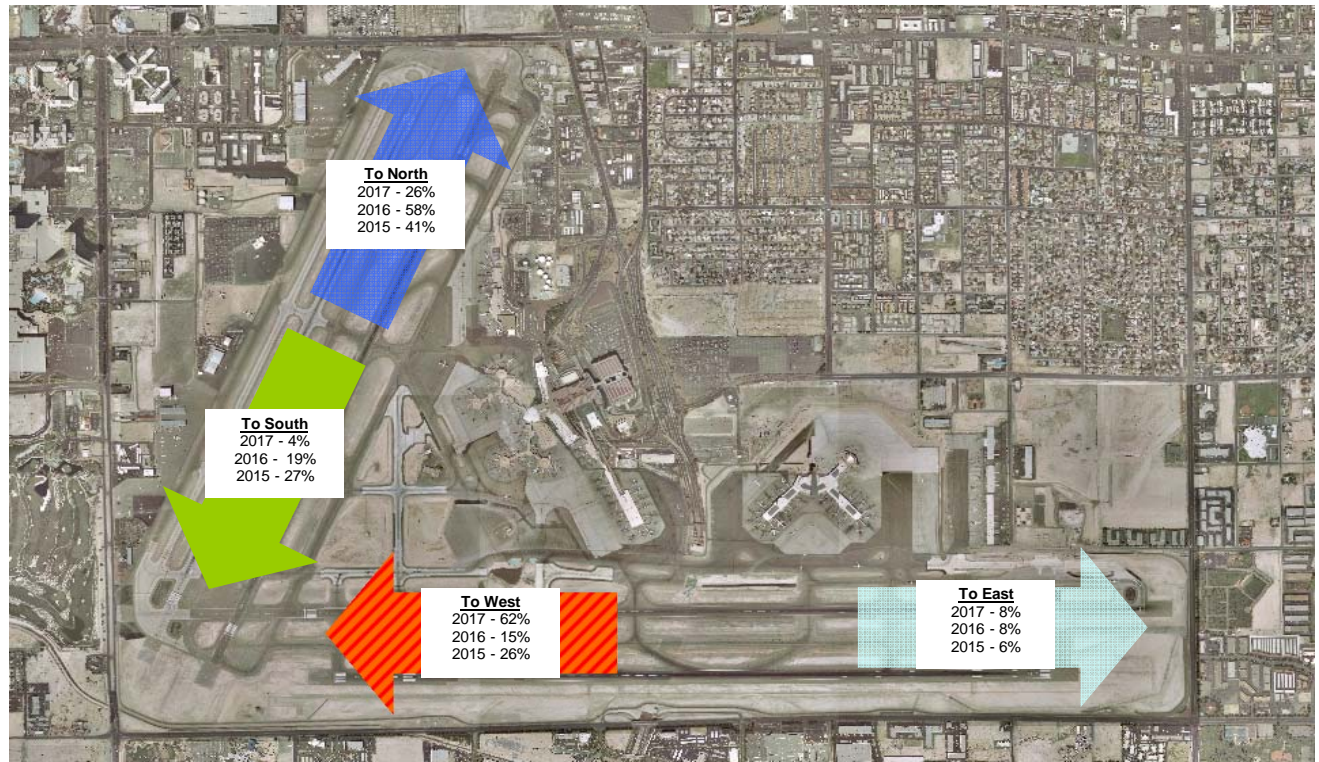 To North
2017 - 26%
2016 - 58%
2015 - 41%
To South
2017 - 4%
2016 - 19%
2015 - 27%
To West
2017 - 62%
2016 - 15%
2015 - 26%
To East
2017 - 8%
2016 - 8%
2015 - 6%